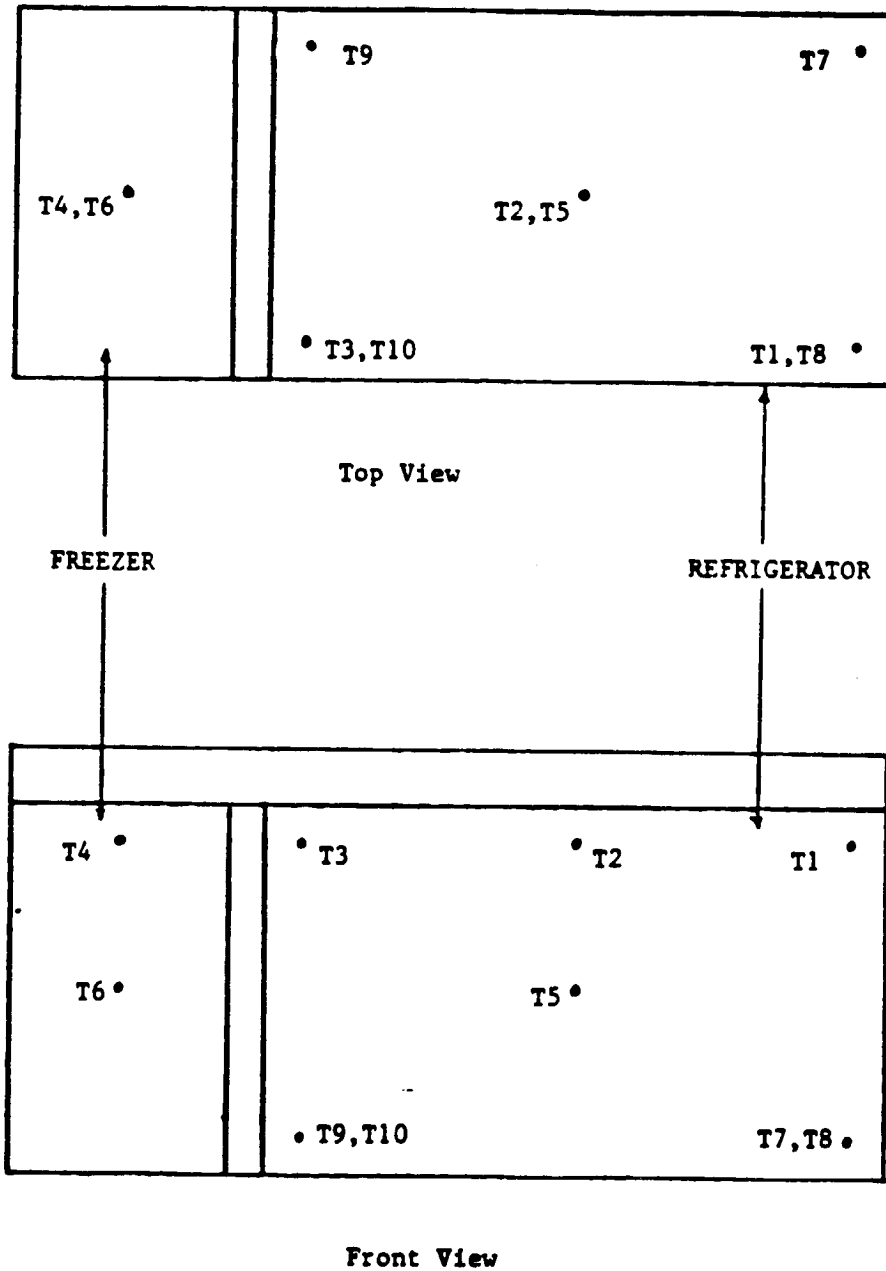 T9 T7
T4,T6 T2,T5
T3,T10 T1,T8
Top View
FREEZER REFRIGERATOR
T4 T3 T2 T1
T6 T5
T9,T10 T7,T8
Front View